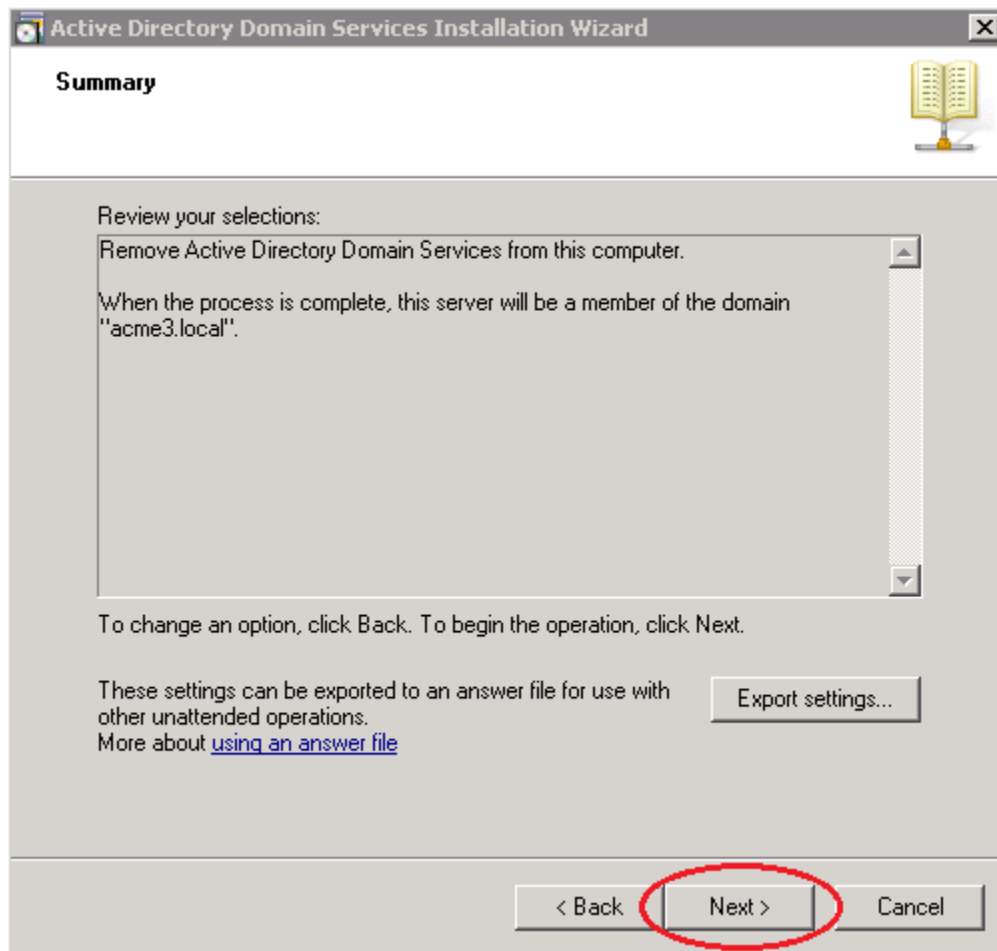 Active Directory Domain Services Installation Wizard
Summary
Review your selections:
Remove Active Directory Domain Services from this computer.
When the process is complete, this server will be a member of the domain
"acme3.local".
To change an option, click Back. To begin the operation, click Next.
These settings can be exported to an answer file for use with
other unattended operations.
More about using an answer file
Export settings...
< Back
Next >
Cancel